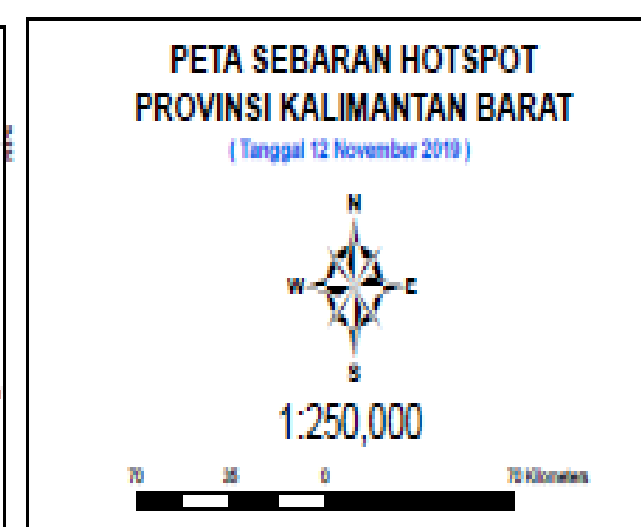 PETA SEBARAN HOTSPOT
PROVINSI KALIMANTAN BARAT
( Tanggal 12 November 2019 )
N
W E
S
1:250,000
70 35 0 70 Kilometers